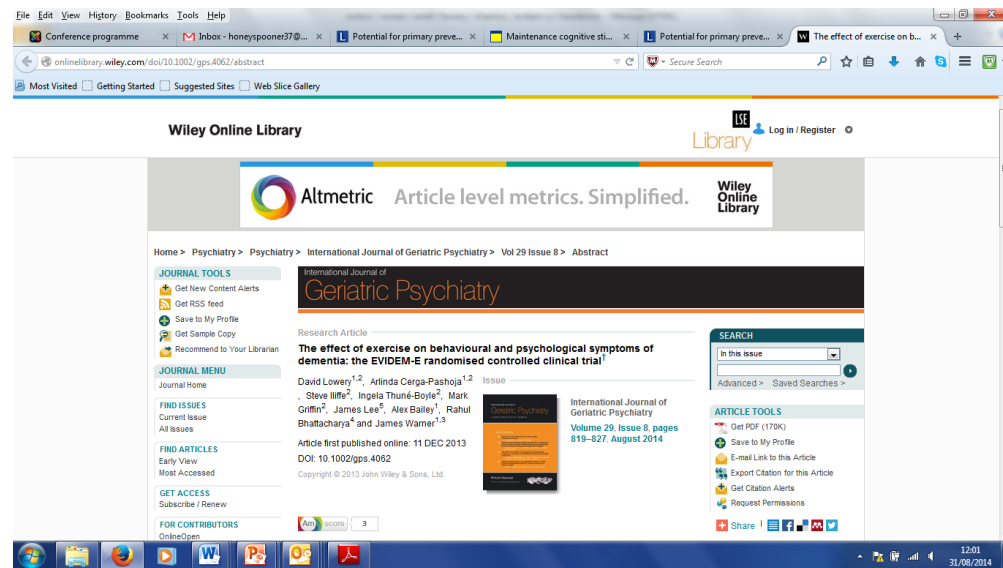 File Edit View History Bookmarks Tools Help
Conference programme
Inbox - honeyspooner37@...
Potential for primary preve...
Maintenance cognitive sti...
Potential for primary preve...
The effect of exercise on b...
onlinelibrary.wiley.com/doi/10.1002/gps.4062/abstract
Secure Search
Most Visited Getting Started Suggested Sites Web Slice Gallery
Wiley Online Library
LSE
Library
Log in / Register
Altmetric Article level metrics. Simplified.
Wiley
Online
Library
Home > Psychiatry > Psychiatry > International Journal of Geriatric Psychiatry > Vol 29 Issue 8 > Abstract
JOURNAL TOOLS
Get New Content Alerts
Get RSS feed
Save to My Profile
Get Sample Copy
Recommend to Your Librarian
JOURNAL MENU
Journal Home
FIND ISSUES
Current Issue
All Issues
FIND ARTICLES
Early View
Most Accessed
GET ACCESS
Subscribe / Renew
FOR CONTRIBUTORS
OnlineOpen
International Journal of
Geriatric Psychiatry
Research Article
The effect of exercise on behavioural and psychological symptoms of
dementia: the EVIDEM-E randomised controlled clinical trial†
David Lowery1,2, Arlinda Cerga-Pashoja1,2
, Steve Iliffe2, Ingela Thuné-Boyle2, Mark
Griffin2, James Lee5, Alex Bailey1, Rahul
Bhattacharya4 and James Warner1,3
Article first published online: 11 DEC 2013
DOI: 10.1002/gps.4062
Copyright © 2013 John Wiley & Sons, Ltd.
Am score 3
Issue
Geriatric Psychiatry
International Journal of
Geriatric Psychiatry
Volume 29, Issue 8, pages
819–827, August 2014
SEARCH
In this issue
Advanced > Saved Searches >
ARTICLE TOOLS
Get PDF (170K)
Save to My Profile
E-mail Link to this Article
Export Citation for this Article
Get Citation Alerts
Request Permissions
Share
12:01
31/08/2014